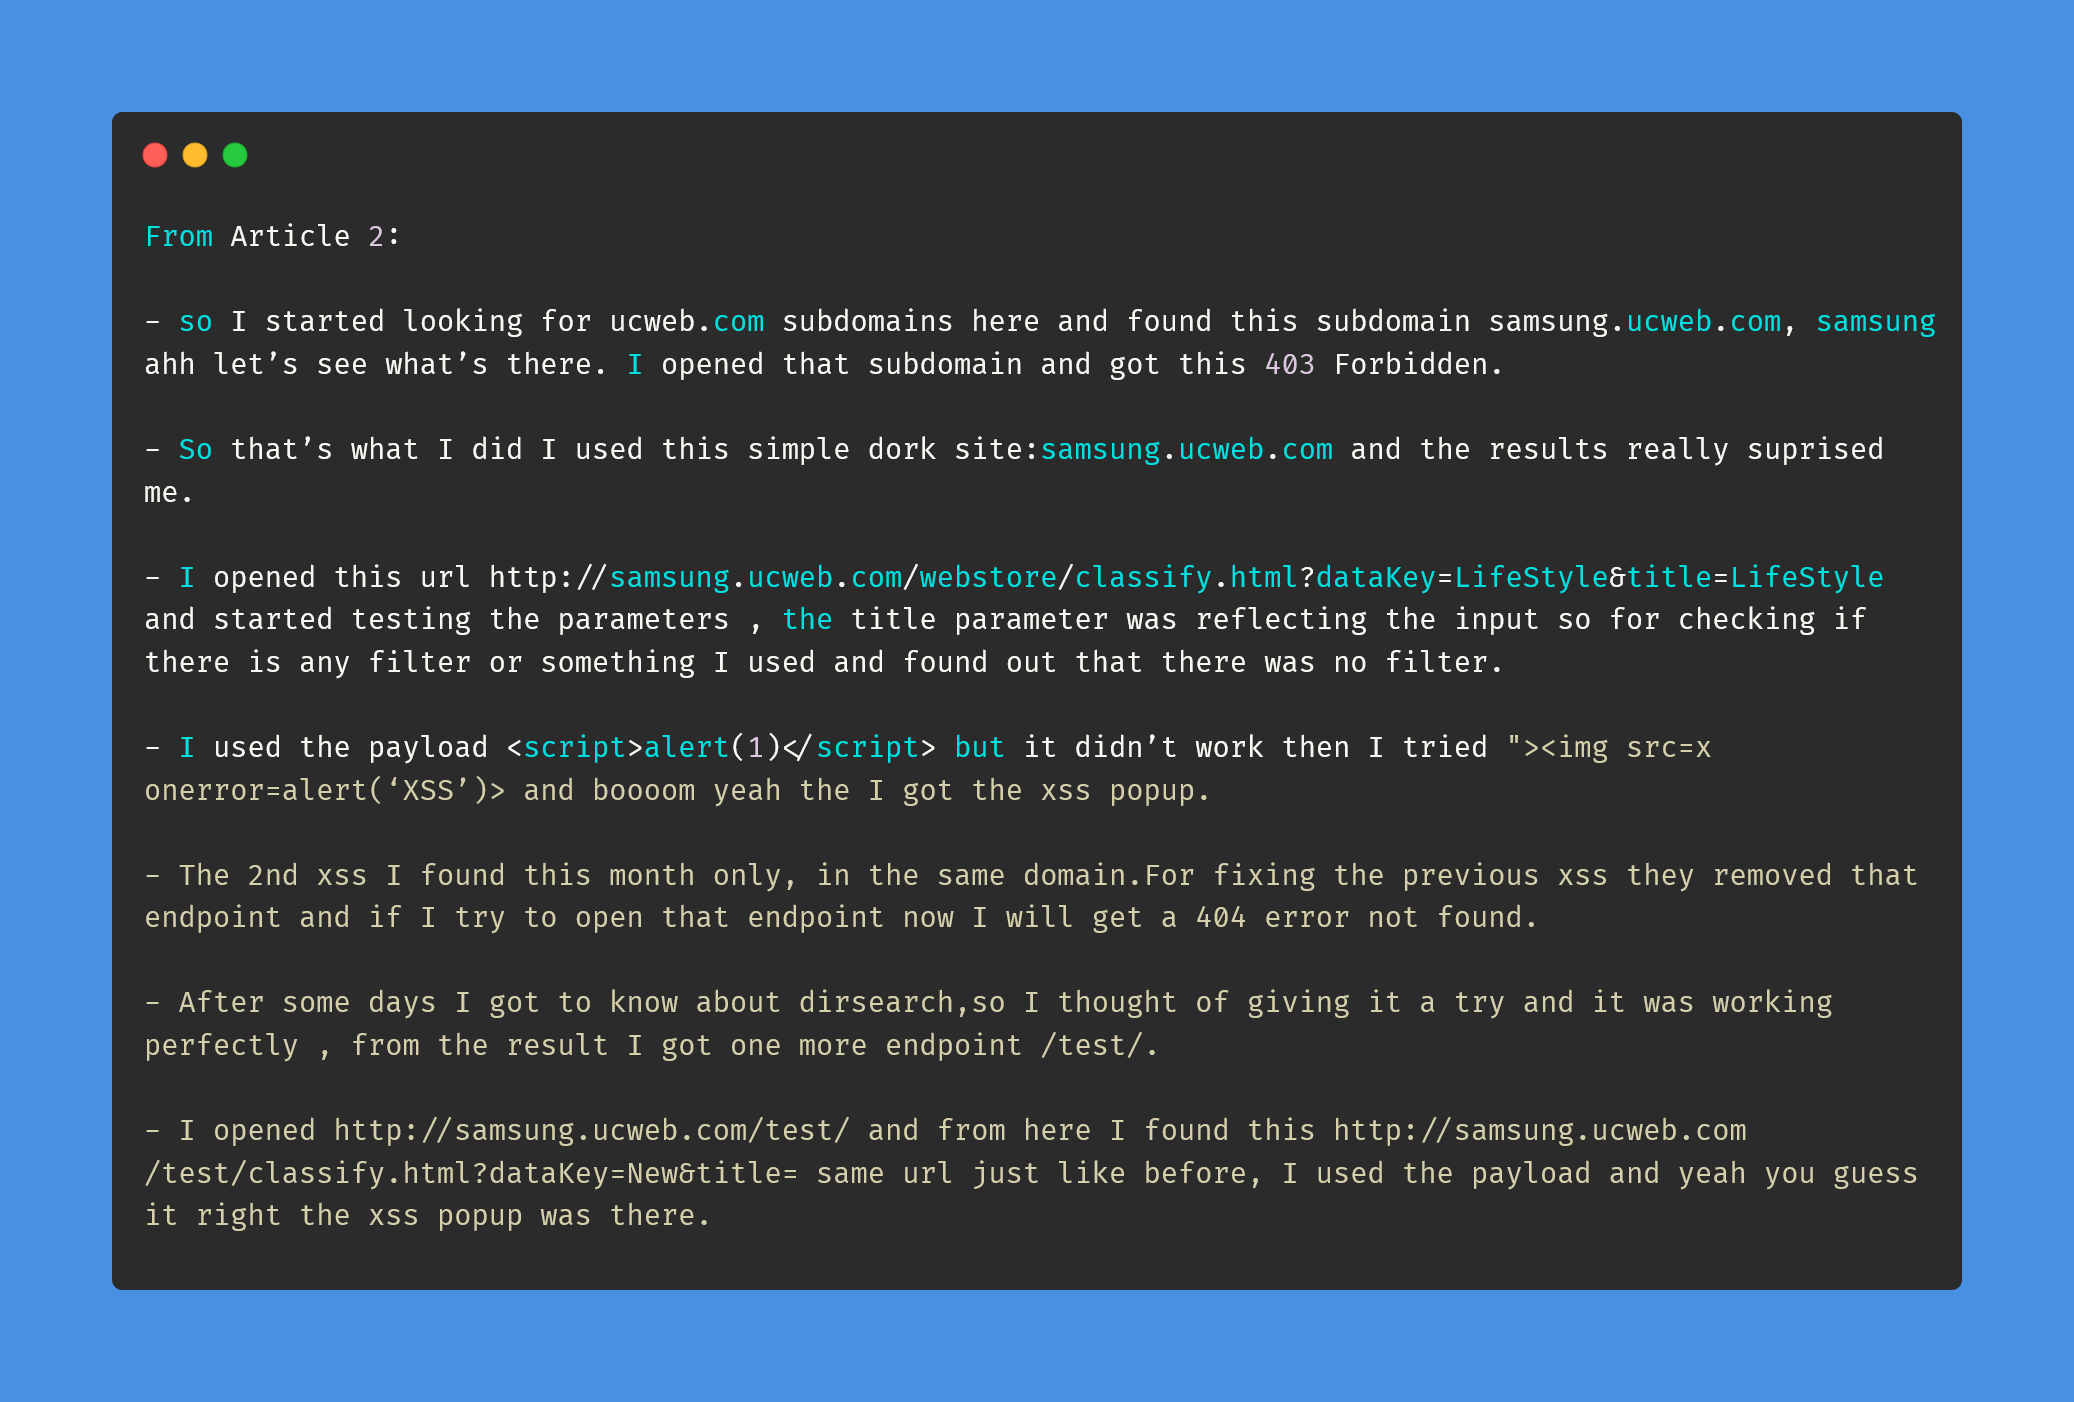 From Article 2:
- so I started looking for ucweb.com subdomains here and found this subdomain samsung.ucweb.com, samsung
ahh let’s see what’s there. I opened that subdomain and got this 403 Forbidden.
- So that’s what I did I used this simple dork site:samsung.ucweb.com and the results really suprised
me.
- I opened this url http://samsung.ucweb.com/webstore/classify.html?dataKey=LifeStyle&title=LifeStyle
and started testing the parameters , the title parameter was reflecting the input so for checking if
there is any filter or something I used and found out that there was no filter.
- I used the payload <script>alert(1)</script> but it didn’t work then I tried "><img src=x
onerror=alert(‘XSS’)> and boooom yeah the I got the xss popup.
- The 2nd xss I found this month only, in the same domain.For fixing the previous xss they removed that
endpoint and if I try to open that endpoint now I will get a 404 error not found.
- After some days I got to know about dirsearch,so I thought of giving it a try and it was working
perfectly , from the result I got one more endpoint /test/.
- I opened http://samsung.ucweb.com/test/ and from here I found this http://samsung.ucweb.com
/test/classify.html?dataKey=New&title= same url just like before, I used the payload and yeah you guess
it right the xss popup was there.